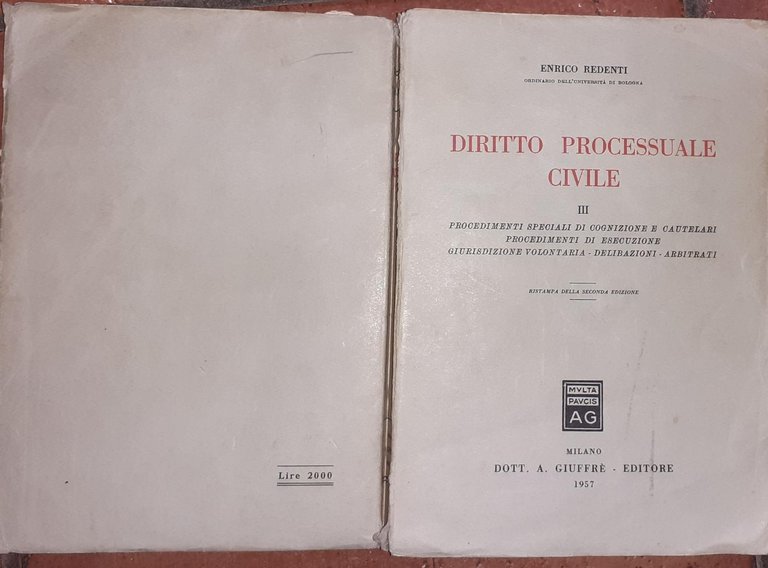 Lire 2000
ENRICO REDENTI
ORDINARIO DELL'UNIVERSITÀ DI BOLOGNA
DIRITTO PROCESSUALE
CIVILE
III
PROCEDIMENTI SPECIALI DI COGNIZIONE E CAUTELARI
PROCEDIMENTI DI ESECUZIONE
GIURISDIZIONE VOLONTARIA - DELIBAZIONI - ARBITRATI
RISTAMPA DELLA SECONDA EDIZIONE
MVLTA
PAVCIS
AG
MILANO
DOTT. A. GIUFFRÈ - EDITORE
1957